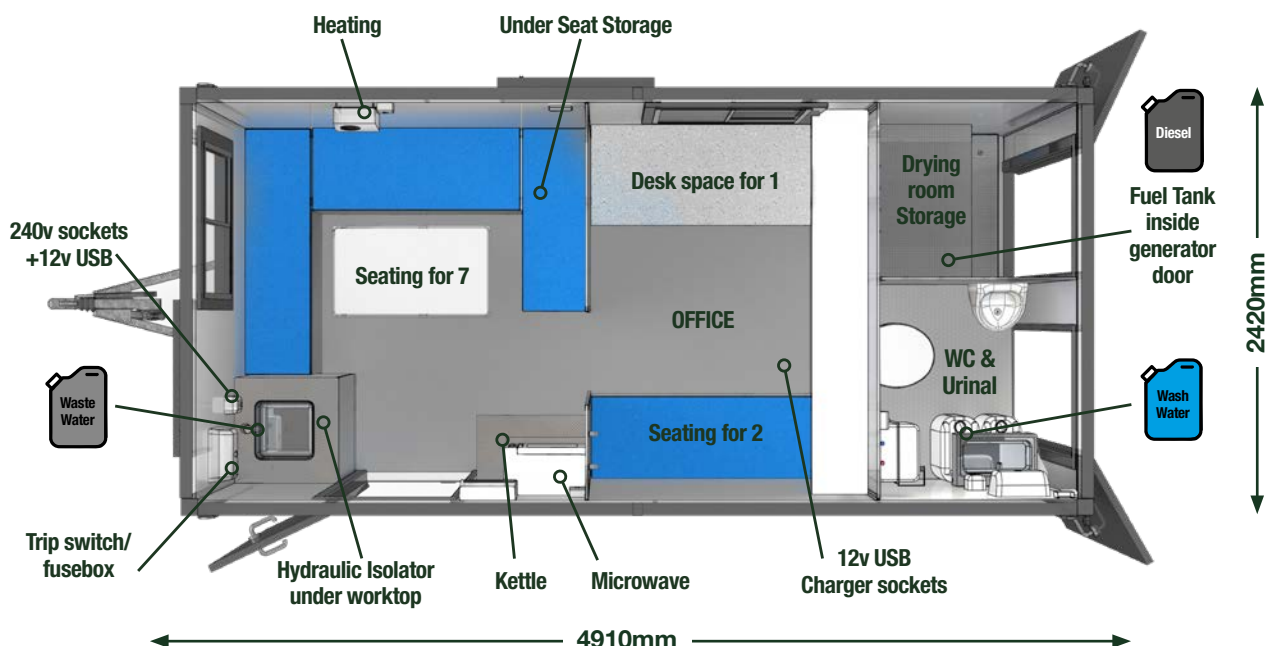 Heating
Under Seat Storage
Diesel
Desk space for 1
Drying
room
Storage
Fuel Tank
inside
generator
door
240v sockets
+12v USB
Seating for 7
OFFICE
2420mm
WC &
Urinal
Waste
Water
Wash
Water
Seating for 2
Trip switch/
fusebox
Hydraulic Isolator
under worktop
Kettle
Microwave
12v USB
Charger sockets
4910mm